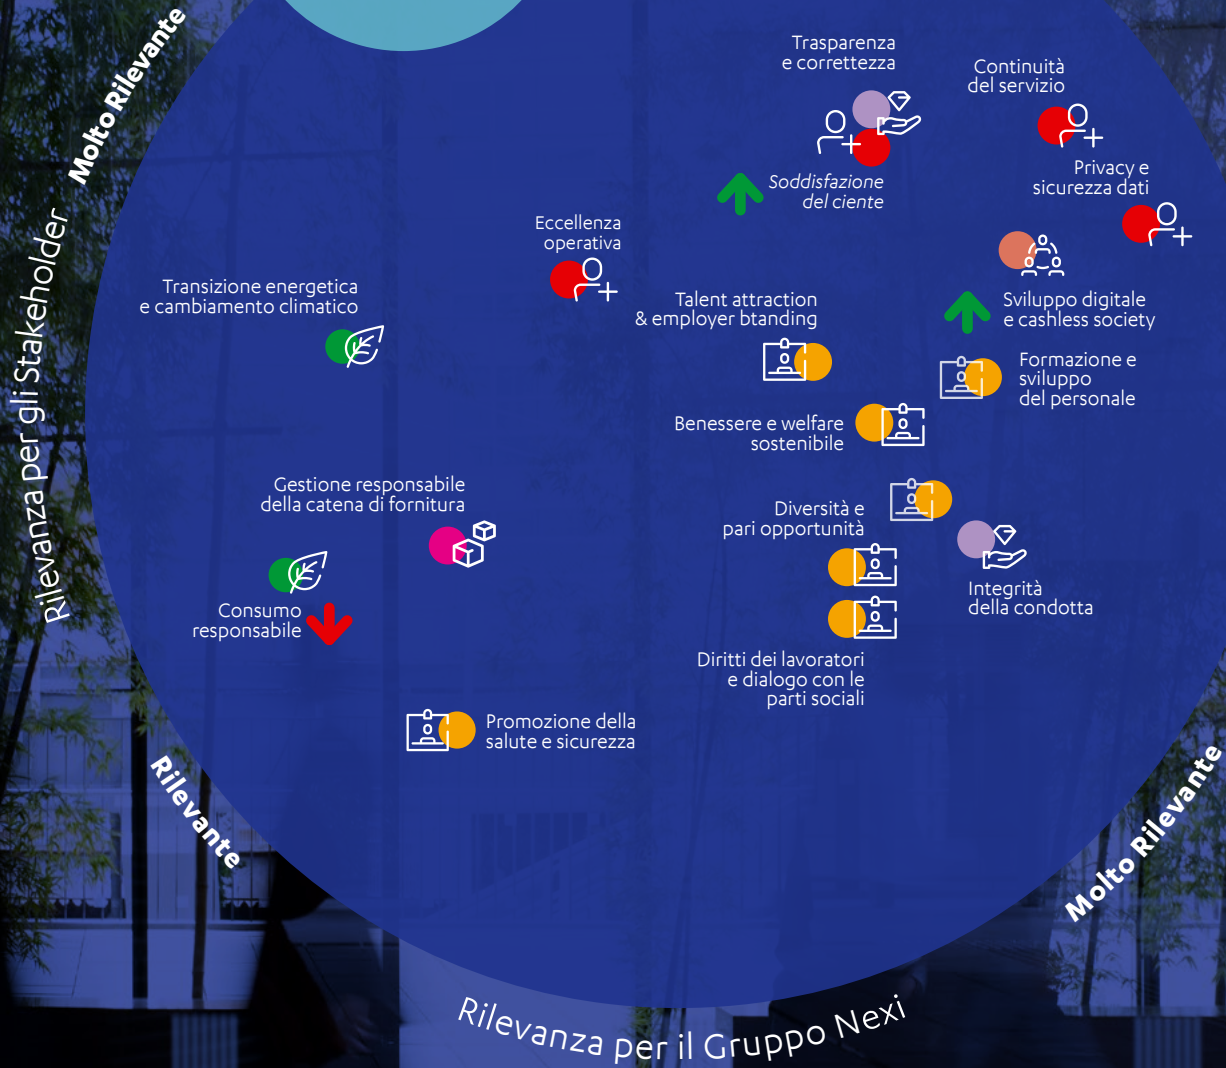 Molto Rilevante
Rilevanza per gli Stakeholder
Trasparenza
e correttezza
Continuità
del servizio
Privacy e
sicurezza dati
Soddisfazione
del ciente
Eccellenza
operativa
Transizione energetica
e cambiamento climatico
Talent attraction
& employer btanding
Sviluppo digitale
e cashless society
Formazione e
sviluppo
del personale
Benessere e welfare
sostenibile
Gestione responsabile
della catena di fornitura
Diversità e
pari opportunità
Integrità
della condotta
Consumo
responsabile
Diritti dei lavoratori
e dialogo con le
parti sociali
Promozione della
salute e sicurezza
Rilevante
Molto Rilevante
Rilevanza per il Gruppo Nexi